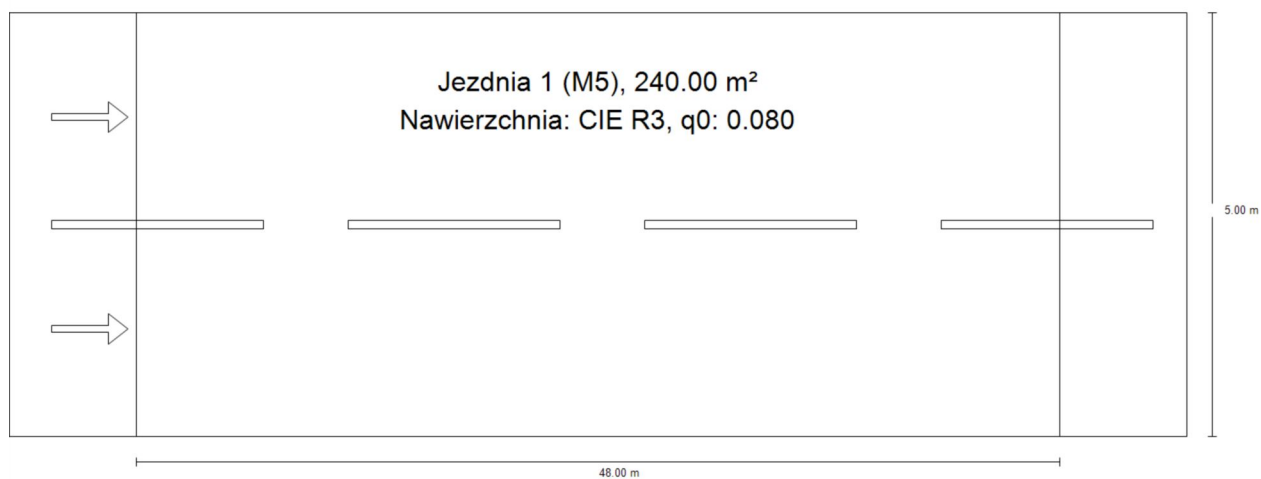 Jezdnia 1 (M5), 240.00 m²
Nawierzchnia: CIE R3, q0: 0.080
5.00 m
48.00 m